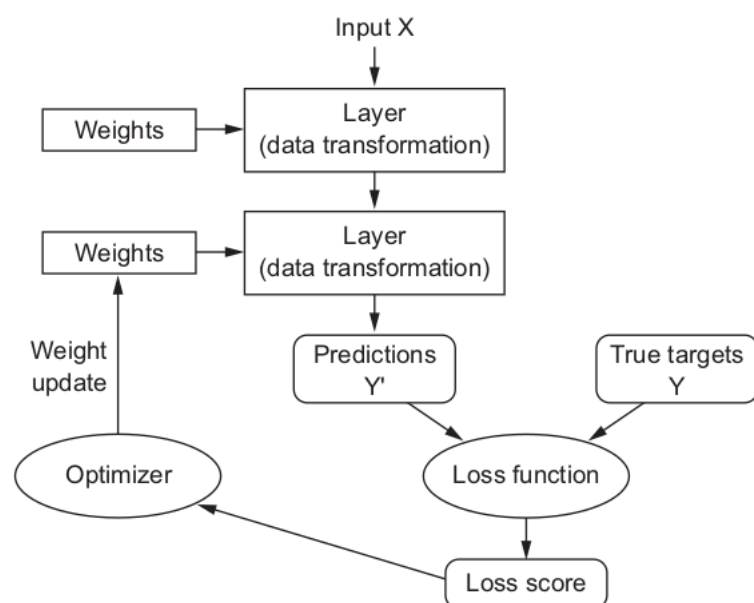 Input X
Layer
(data transformation)
Weights
Layer
(data transformation)
Weights
Weight
update
Predictions
Y'
True targets
Y
Optimizer
Loss function
Loss score